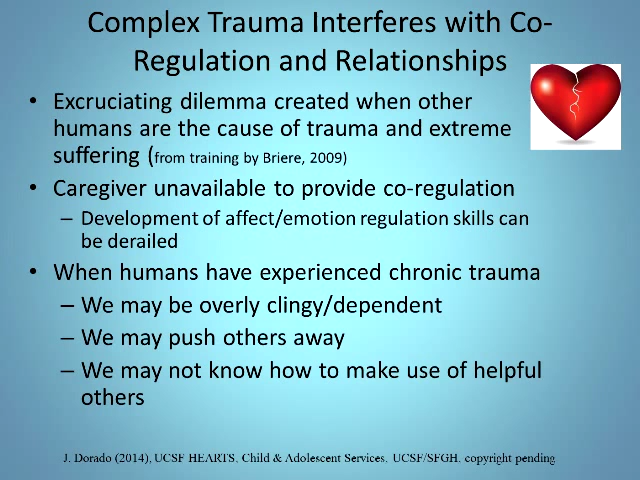 Complex Trauma Interferes with Co-
Regulation and Relationships
• Excruciating dilemma created when other
humans are the cause of trauma and extreme
suffering (from training by Briere, 2009)
• Caregiver unavailable to provide co-regulation
– Development of affect/emotion regulation skills can
be derailed
• When humans have experienced chronic trauma
– We may be overly clingy/dependent
– We may push others away
– We may not know how to make use of helpful
others
J. Dorado (2014), UCSF HEARTS, Child & Adolescent Services, UCSF/SFGH, copyright pending